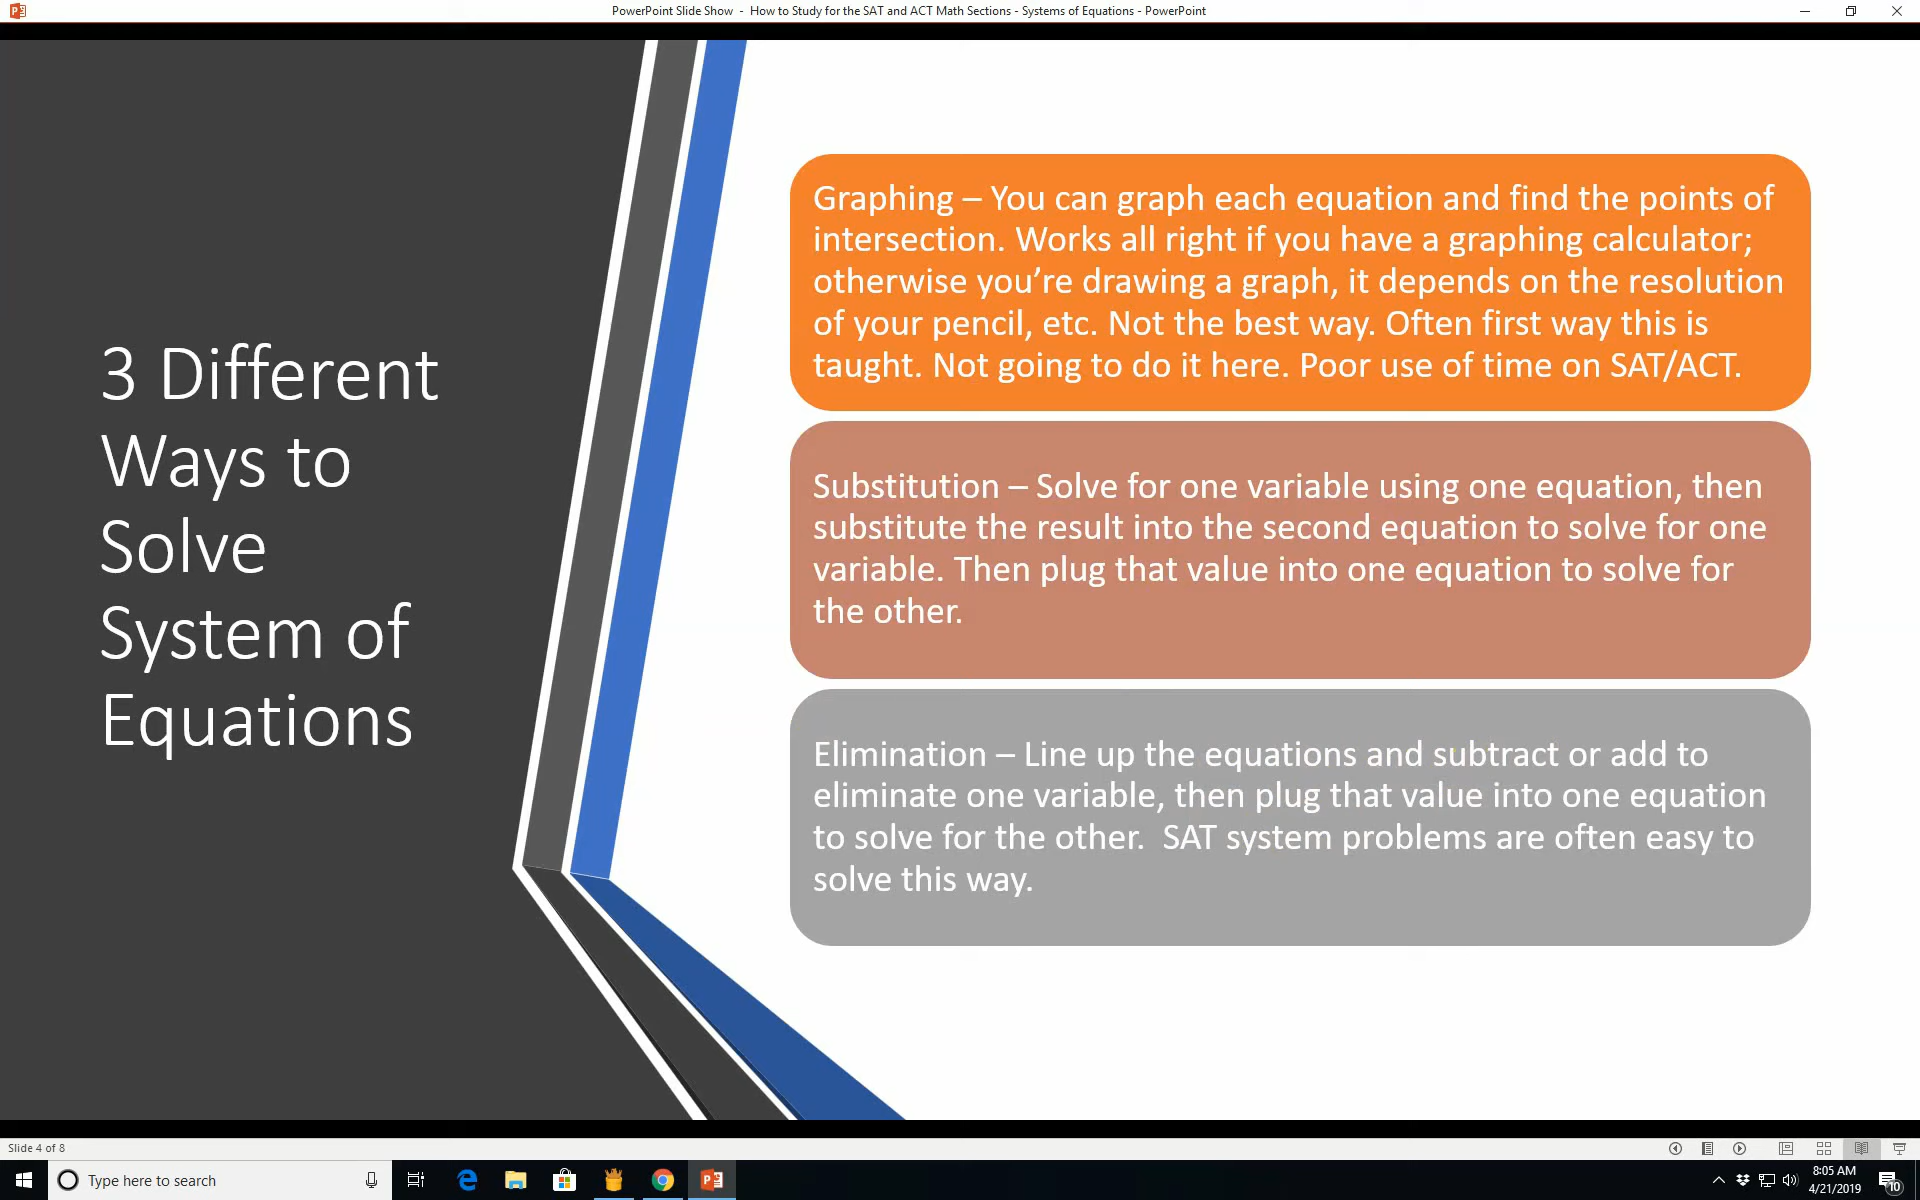 PowerPoint Slide Show - How to Study for the SAT and ACT Math Sections - Systems of Equations - PowerPoint
3 Different
Ways to
Solve
System of
Equations
Graphing – You can graph each equation and find the points of
intersection. Works all right if you have a graphing calculator;
otherwise you’re drawing a graph, it depends on the resolution
of your pencil, etc. Not the best way. Often first way this is
taught. Not going to do it here. Poor use of time on SAT/ACT.
Substitution – Solve for one variable using one equation, then
substitute the result into the second equation to solve for one
variable. Then plug that value into one equation to solve for
the other.
Elimination – Line up the equations and subtract or add to
eliminate one variable, then plug that value into one equation
to solve for the other.  SAT system problems are often easy to
solve this way.
Slide 4 of 8
Type here to search
8:05 AM
4/21/2019
10